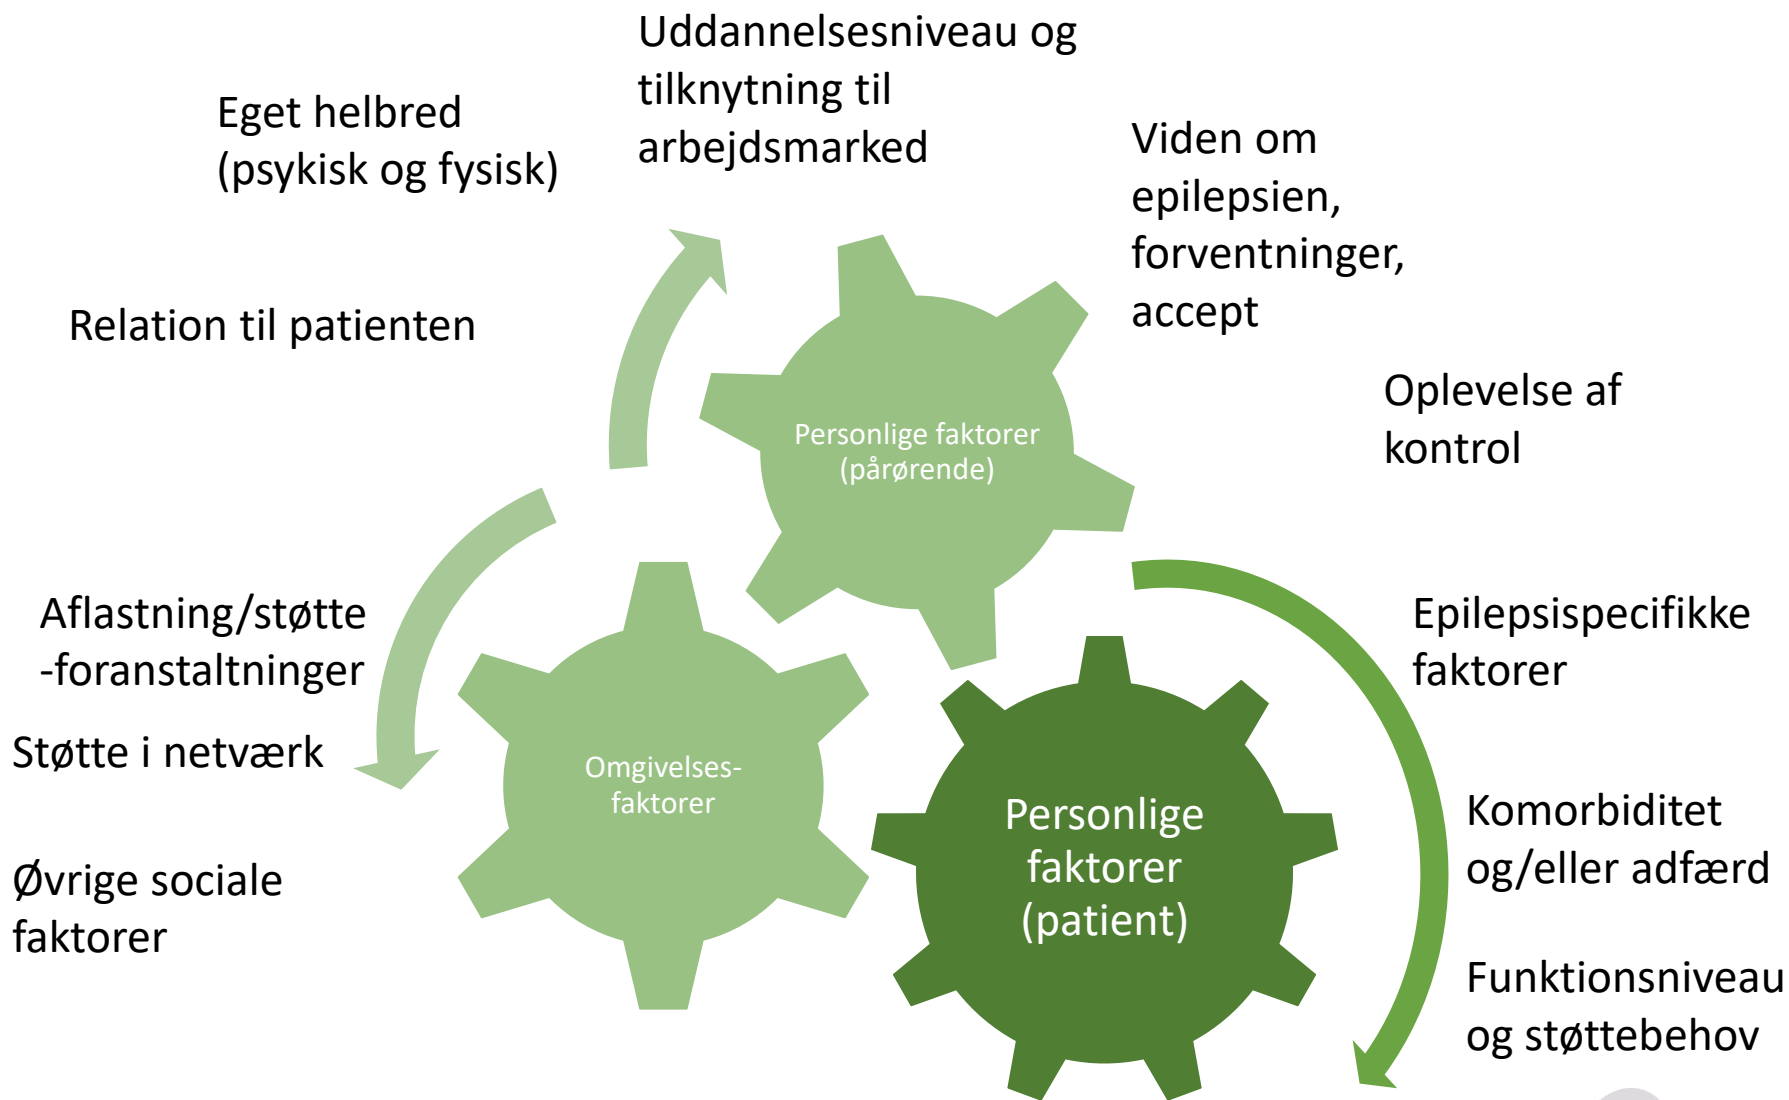 Uddannelsesniveau og
tilknytning til
arbejdsmarked
Eget helbred
(psykisk og fysisk)
Viden om
epilepsien,
forventninger,
accept
Relation til patienten
Oplevelse af
kontrol
Personlige faktorer
(pårørende)
Aflastning/støtte
-foranstaltninger
Epilepsispecifikke
faktorer
Støtte i netværk
Omgivelses-
faktorer
Personlige
faktorer
(patient)
Komorbiditet
og/eller adfærd
Øvrige sociale
faktorer
Funktionsniveau
og støttebehov